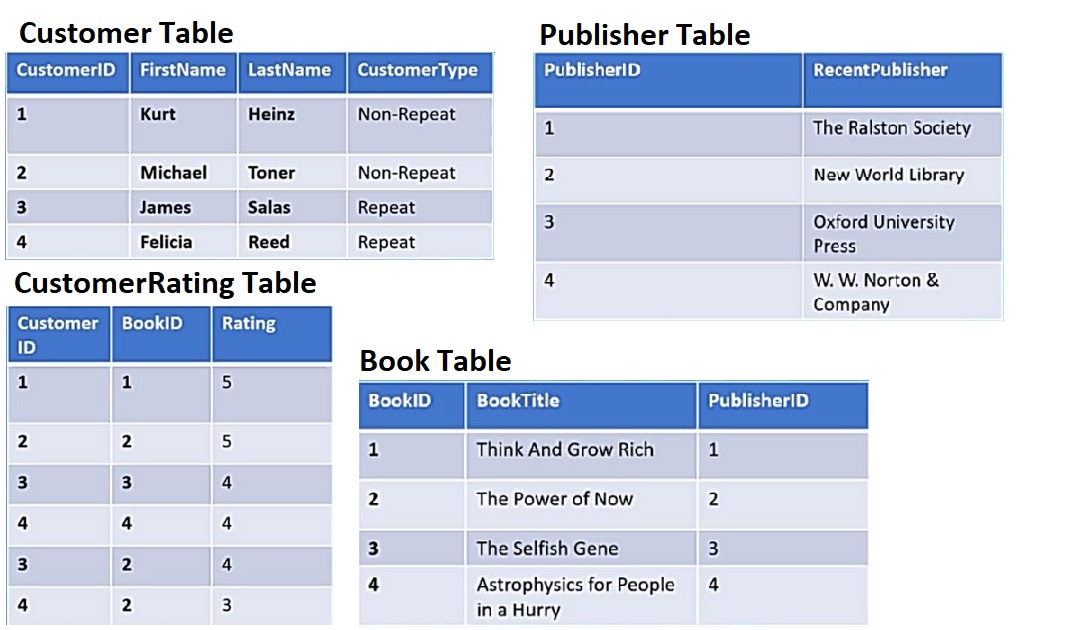 Customer Table
CustomerID FirstName LastName CustomerType
1 Kurt Heinz Non-Repeat
2 Michael Toner Non-Repeat
3 James Salas Repeat
4 Felicia Reed Repeat
Publisher Table
PublisherID RecentPublisher
1 The Ralston Society
2 New World Library
3 Oxford University
Press
4 W. W. Norton &
Company
CustomerRating Table
Customer BookID Rating
ID
1 1 5
2 2 5
3 3 4
4 4 4
3 2 4
4 2 3
Book Table
BookID BookTitle PublisherID
1 Think And Grow Rich 1
2 The Power of Now 2
3 The Selfish Gene 3
4 Astrophysics for People 4
in a Hurry